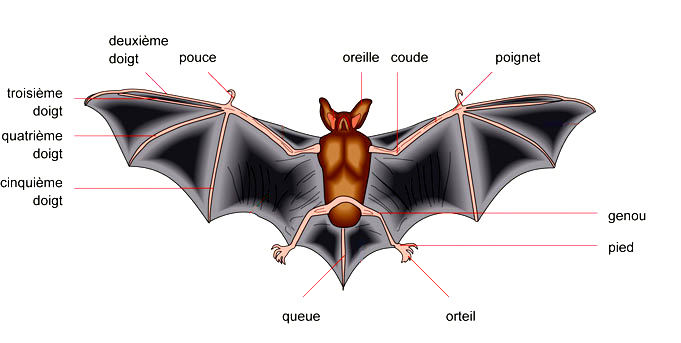 deuxième
doigt
pouce
oreille
coude
poignet
troisième
doigt
quatrième
doigt
cinquième
doigt
genou
pied
queue
orteil